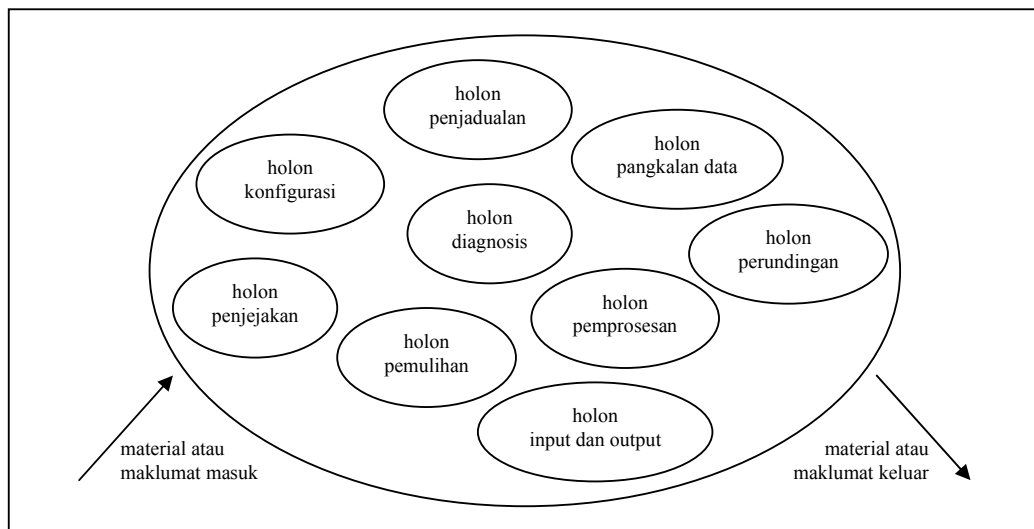 holon
penjadualan
holon
pangkalan data
holon
konfigurasi
holon
diagnosis
holon
perundingan
holon
penjejakan
holon
pemprosesan
holon
pemulihan
holon
input dan output
material atau
maklumat masuk
material atau
maklumat keluar